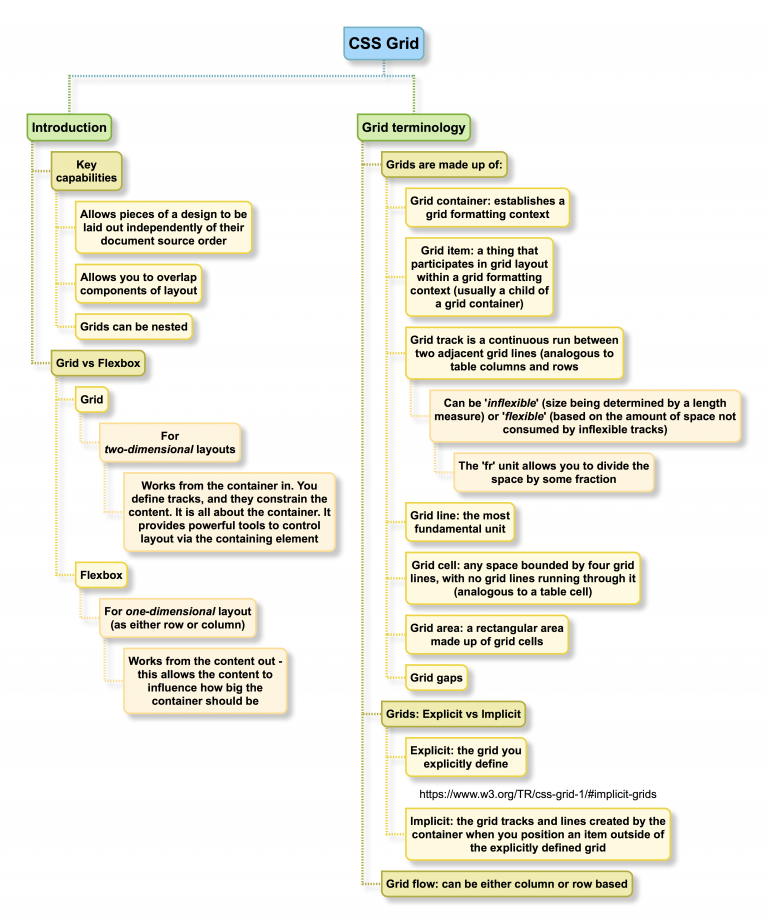 CSS Grid
Introduction
Key
capabilities
Allows pieces of a design to be
laid out independently of their
document source order
Allows you to overlap
components of layout
Grids can be nested
Grid vs Flexbox
Grid
For
two-dimensional layouts
Works from the container in. You
define tracks, and they constrain the
content. It is all about the container. It
provides powerful tools to control
layout via the containing element
Flexbox
For one-dimensional layout
(as either row or column)
Works from the content out -
this allows the content to
influence how big the
container should be
Grid terminology
Grids are made up of:
Grid container: establishes a
grid formatting context
Grid item: a thing that
participates in grid layout
within a grid formatting
context (usually a child of
a grid container)
Grid track is a continuous run between
two adjacent grid lines (analogous to
table columns and rows
Can be 'inflexible' (size being determined by a length
measure) or 'flexible' (based on the amount of space not
consumed by inflexible tracks)
The 'fr' unit allows you to divide the
space by some fraction
Grid line: the most
fundamental unit
Grid cell: any space bounded by four grid
lines, with no grid lines running through it
(analogous to a table cell)
Grid area: a rectangular area
made up of grid cells
Grid gaps
Grids: Explicit vs Implicit
Explicit: the grid you
explicitly define
https://www.w3.org/TR/css-grid-1/#implicit-grids
Implicit: the grid tracks and lines created by the
container when you position an item outside of
the explicitly defined grid
Grid flow: can be either column or row based